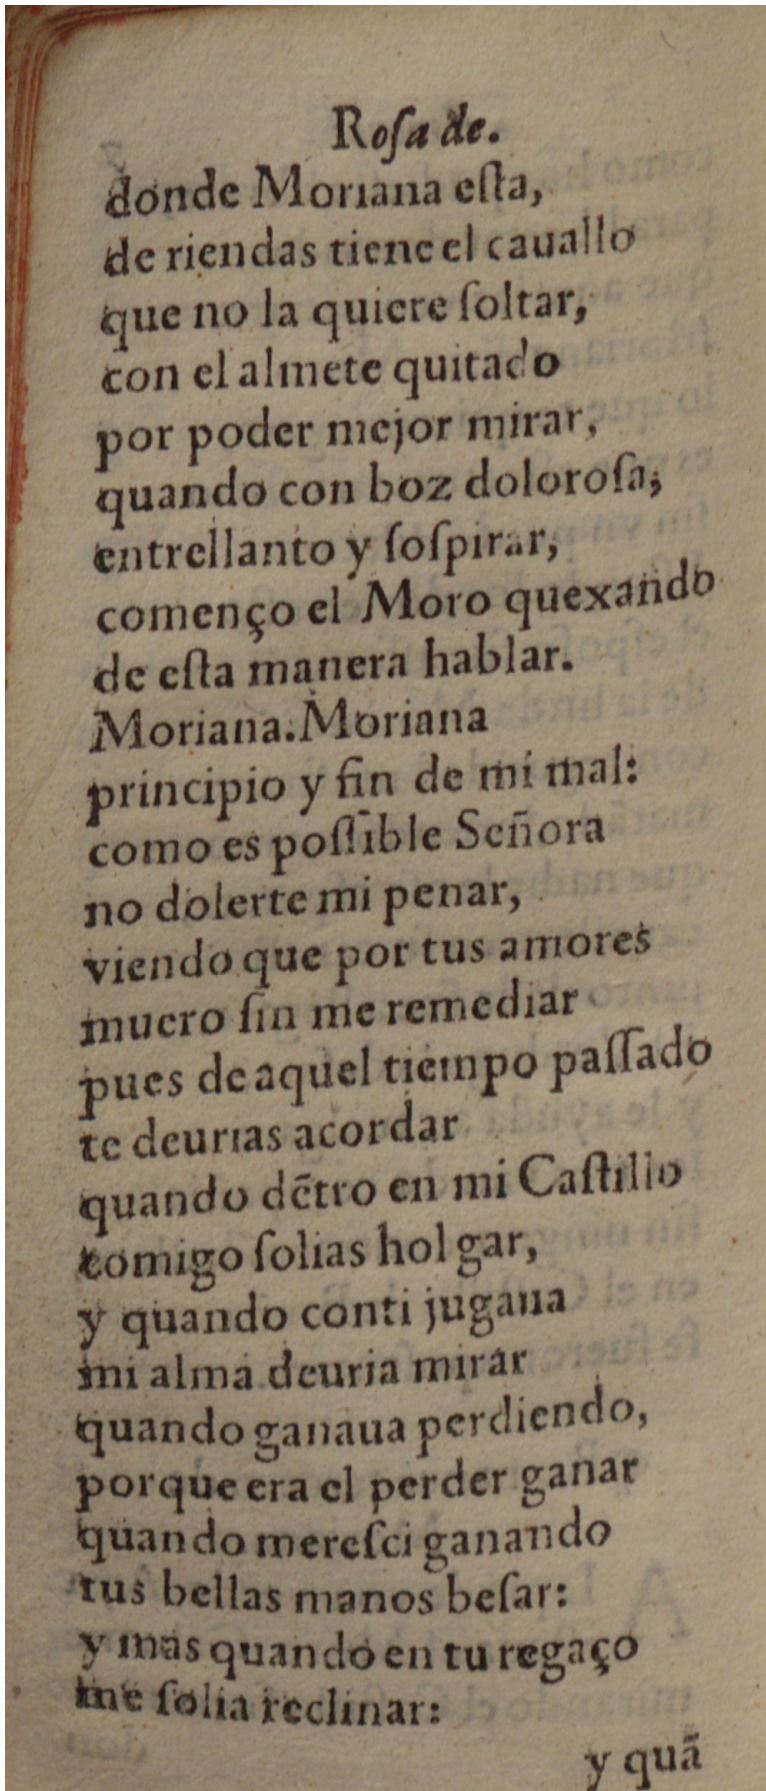 Roſa de.
donde Moriana eſta,
de riendas tiene el cauallo
que no la quiere ſoltar,
con el almete quitado
por poder mejor mirar,
quando con boz doloroſa,
entrellanto y ſoſpirar,
començo el Moro quexando
de eſta manera hablar.
Moriana. Moriana
principio y fin de mi mal:
como es poſſible Señora
no dolerte mi penar,
viendo que por tus amores
muero ſin me remediar
pues de aquel tiempo paſſado
te deurias acordar
quando dẽtro en mi Caſtillo
comigo ſolias holgar,
y quando conti jugaua
mi alma deuria mirar
quando ganaua perdiendo,
porque era el perder ganar
quando mereſci ganando
tus bellas manos beſar:
y mas quando en tu regaço
me ſolia reclinar:
y quã